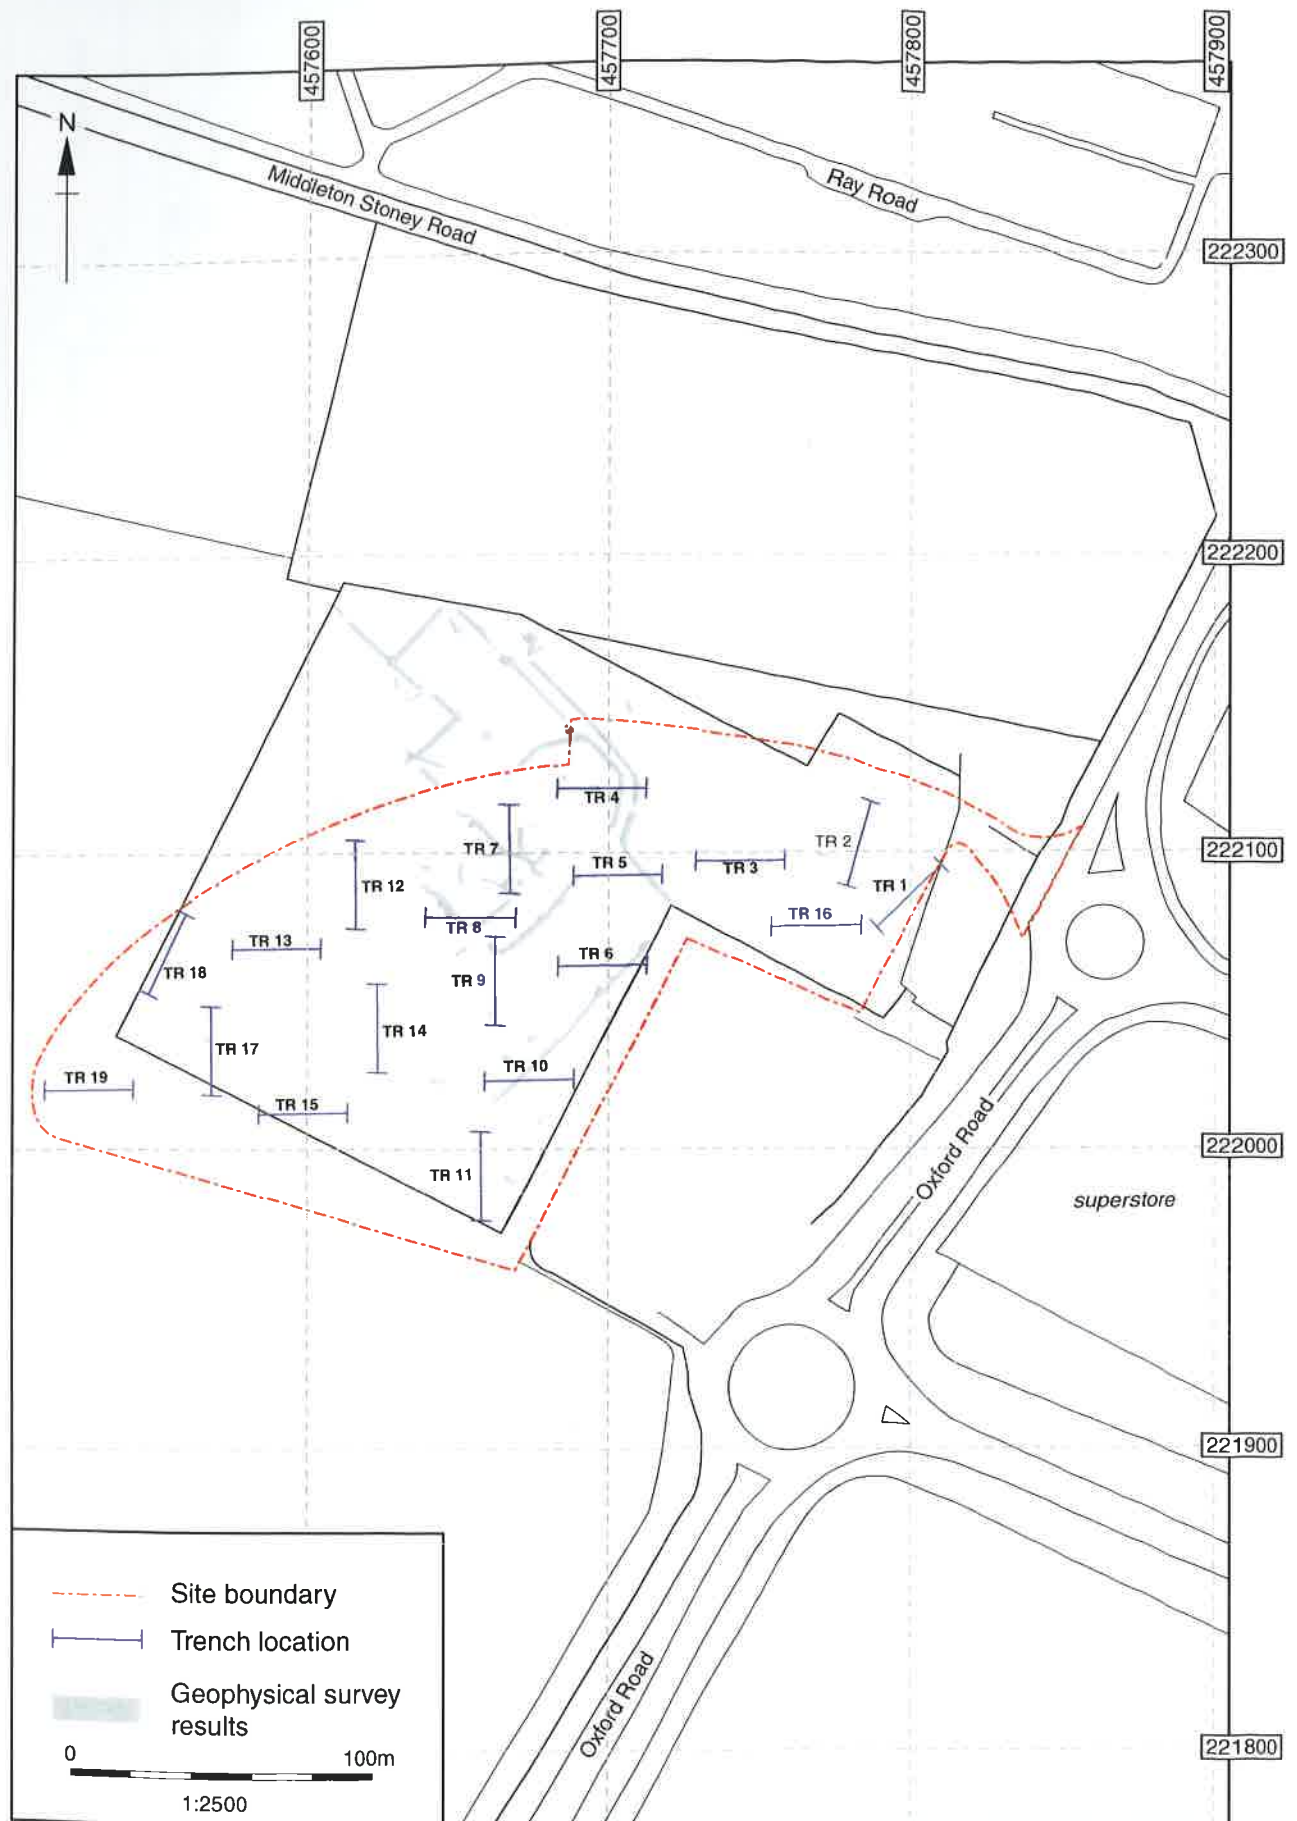 457600
457700
457800
457900
N
Middleton Stoney Road
Ray Road
222300
222200
TR 4
TR 7
TR 5
TR 3
TR 2
222100
TR 12
TR 1
TR 8
TR 16
TR 13
TR 6
TR 18
TR 9
TR 14
TR 17
TR 10
TR 19
TR 15
Oxford Road
222000
TR 11
superstore
221900
Site boundary
Trench location
Geophysical survey
results
Oxford Road
0 100m
1:2500
221800